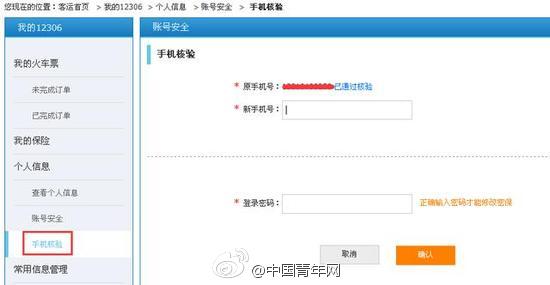 您现在的位置：客运首页 > 我的12306 > 个人信息 > 账号安全 > 手机核验
我的12306
我的火车票
未完成订单
已完成订单
我的保险
个人信息
查看个人信息
账号安全
手机核验
常用信息管理
账号安全
手机核验
* 原手机号： 已通过核验
* 新手机号：
* 登录密码： 正确输入密码才能修改密保
取消 确认
@中国青年网